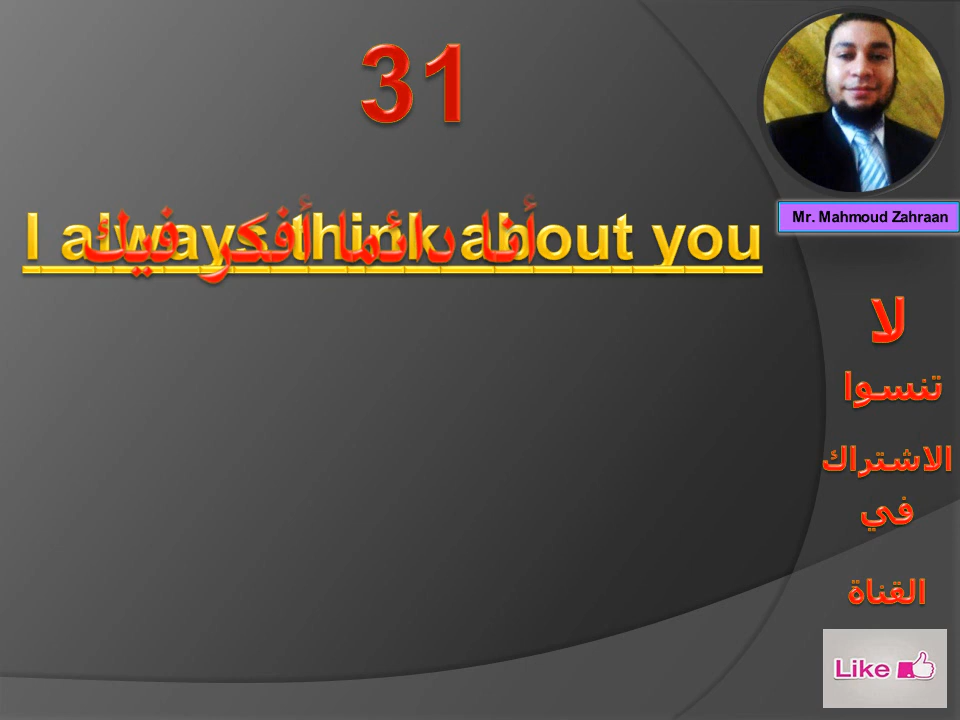 31
I always think about you
أنا دائما أفكر فيك
Mr. Mahmoud Zahraan
لا
تنسوا
الاشتراك
في
القناة
Like